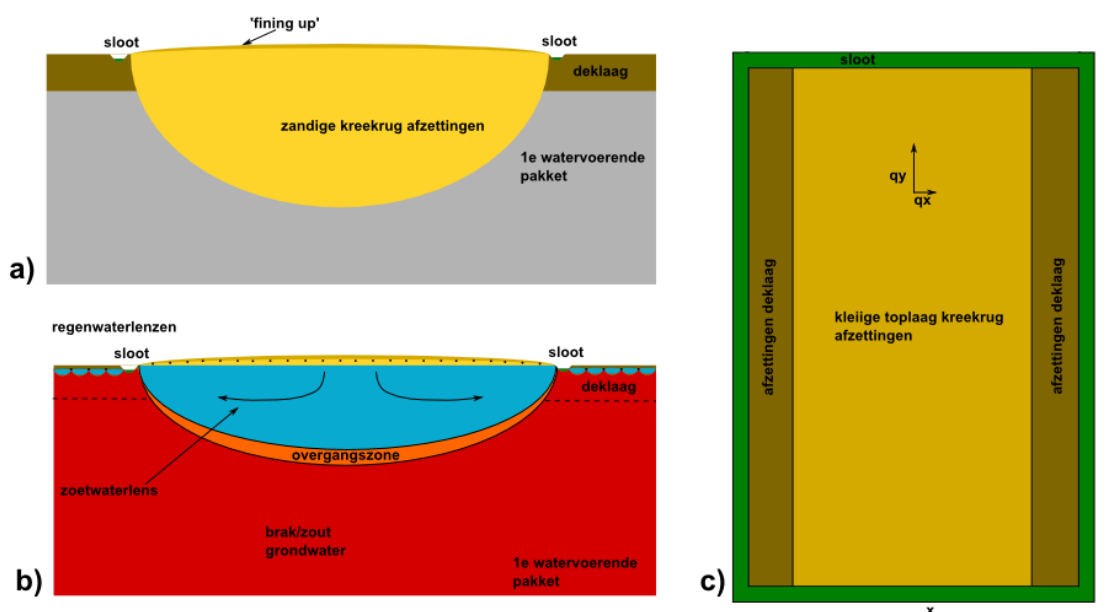 'fining up'
sloot
sloot
deklaag
zandige kreekrug afzettingen
1e watervoerende
pakket
a)
regenwaterlenzen
sloot
sloot
deklaag
overgangszone
zoetwaterlens
brak/zout
grondwater
1e watervoerende
pakket
b)
sloot
qy
qx
afzettingen deklaag
kleiige toplaag kreekrug
afzettingen
afzettingen deklaag
c)
x